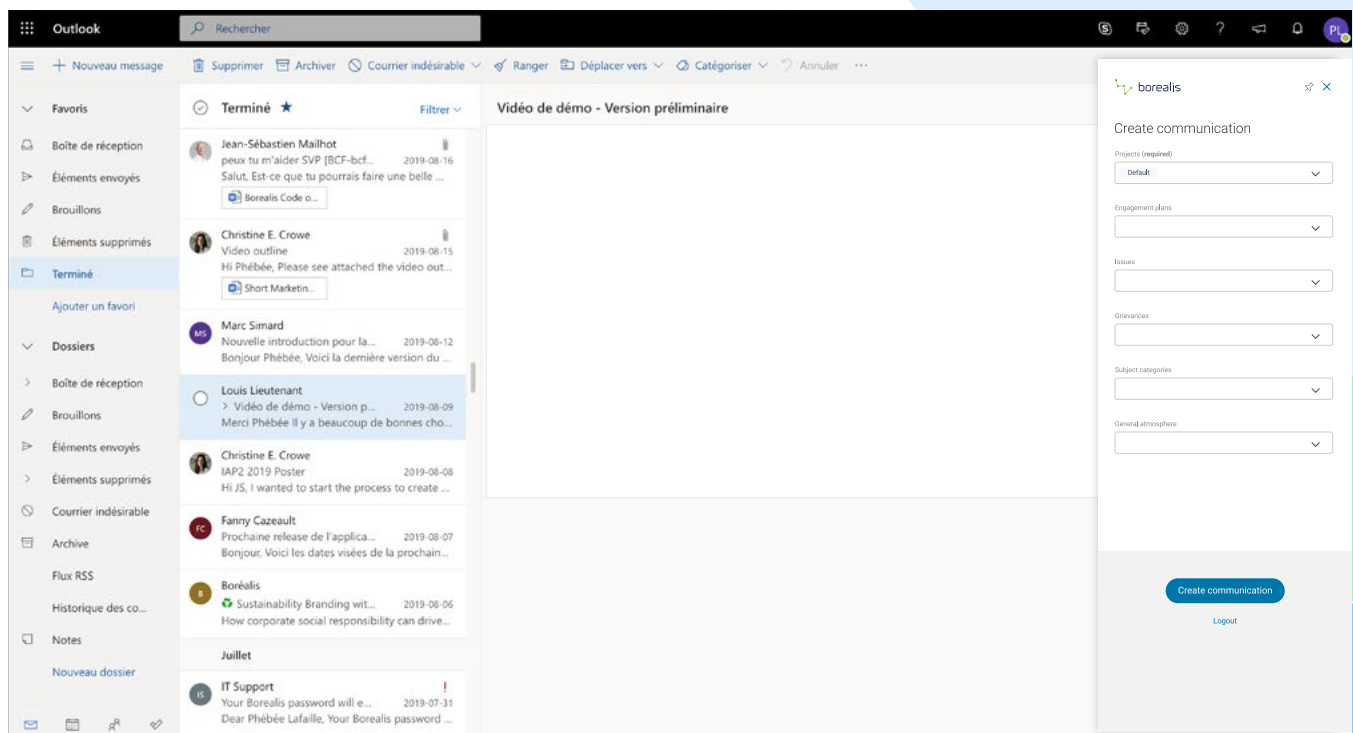 Outlook
Rechercher
S
PL
Nouveau message
Supprimer
Archiver
Courrier indésirable
Ranger
Déplacer vers
Catégoriser
Annuler
Favoris
Boîte de réception
Éléments envoyés
Brouillons
Éléments supprimés
Terminé
Ajouter un favori
Dossiers
Boîte de réception
Brouillons
Éléments envoyés
Éléments supprimés
Courrier indésirable
Archive
Flux RSS
Historique des co...
Notes
Nouveau dossier
Terminé ★
Filtrer
Jean-Sébastien Mailhot
peux tu m'aider SVP [BCF-bcf... 2019-08-16
Salut, Est-ce que tu pourrais faire une belle ...
Borealis Code o...
Christine E. Crowe
Video outline 2019-08-15
Hi Phébée, Please see attached the video out...
Short Marketin...
MS
Marc Simard
Nouvelle introduction pour la... 2019-08-12
Bonjour Phébée, Voici la dernière version du ...
Louis Lieutenant
> Vidéo de démo - Version p... 2019-08-09
Merci Phébée Il y a beaucoup de bonnes cho...
Christine E. Crowe
IAP2 2019 Poster 2019-08-08
Hi JS, I wanted to start the process to create ...
FC
Fanny Cazeault
Prochaine release de l'applica... 2019-08-07
Bonjour, Voici les dates visées de la prochain...
B
Boréalis
♻ Sustainability Branding wit... 2019-08-06
How corporate social responsibility can drive...
Juillet
IS
IT Support !
Your Borealis password will e... 2019-07-31
Dear Phébée Lafaille, Your Borealis password ...
Vidéo de démo - Version préliminaire
borealis
Create communication
Projects (required)
Default
Engagement plans
Issues
Grievances
Subject categories
General atmosphere
Create communication
Logout